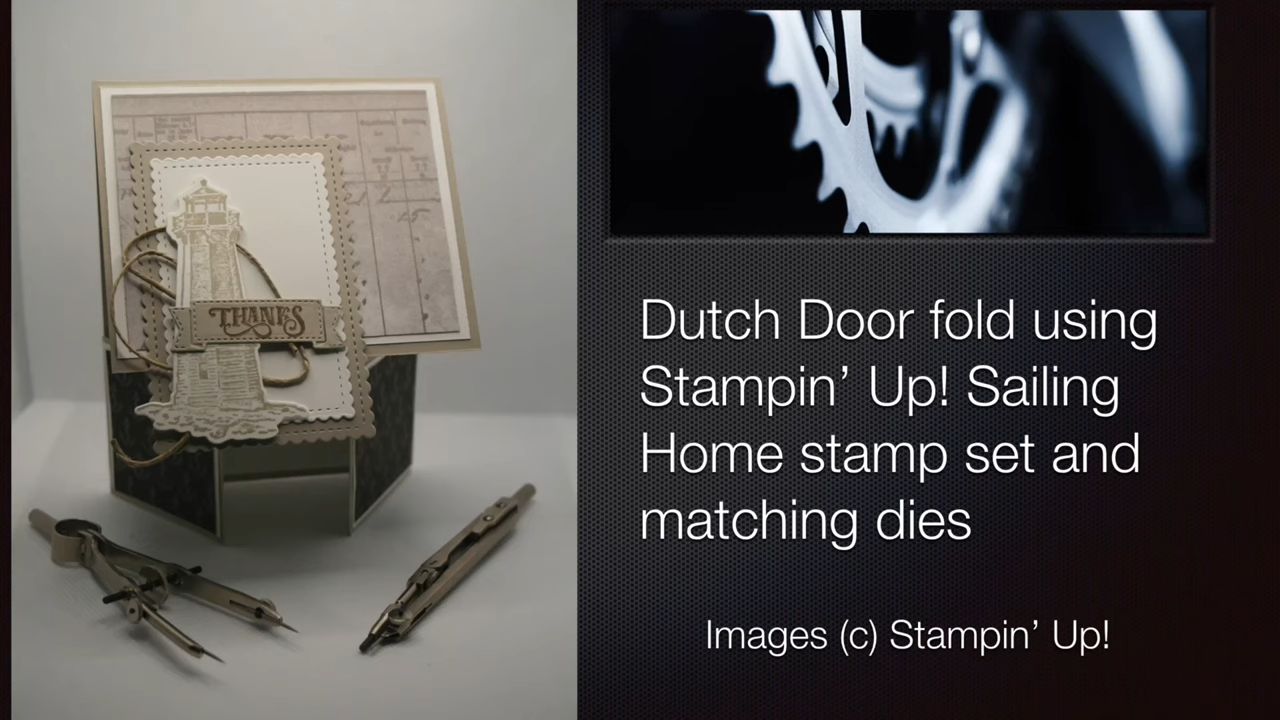 THANKS
Dutch Door fold using
Stampin’ Up! Sailing
Home stamp set and
matching dies
Images (c) Stampin’ Up!